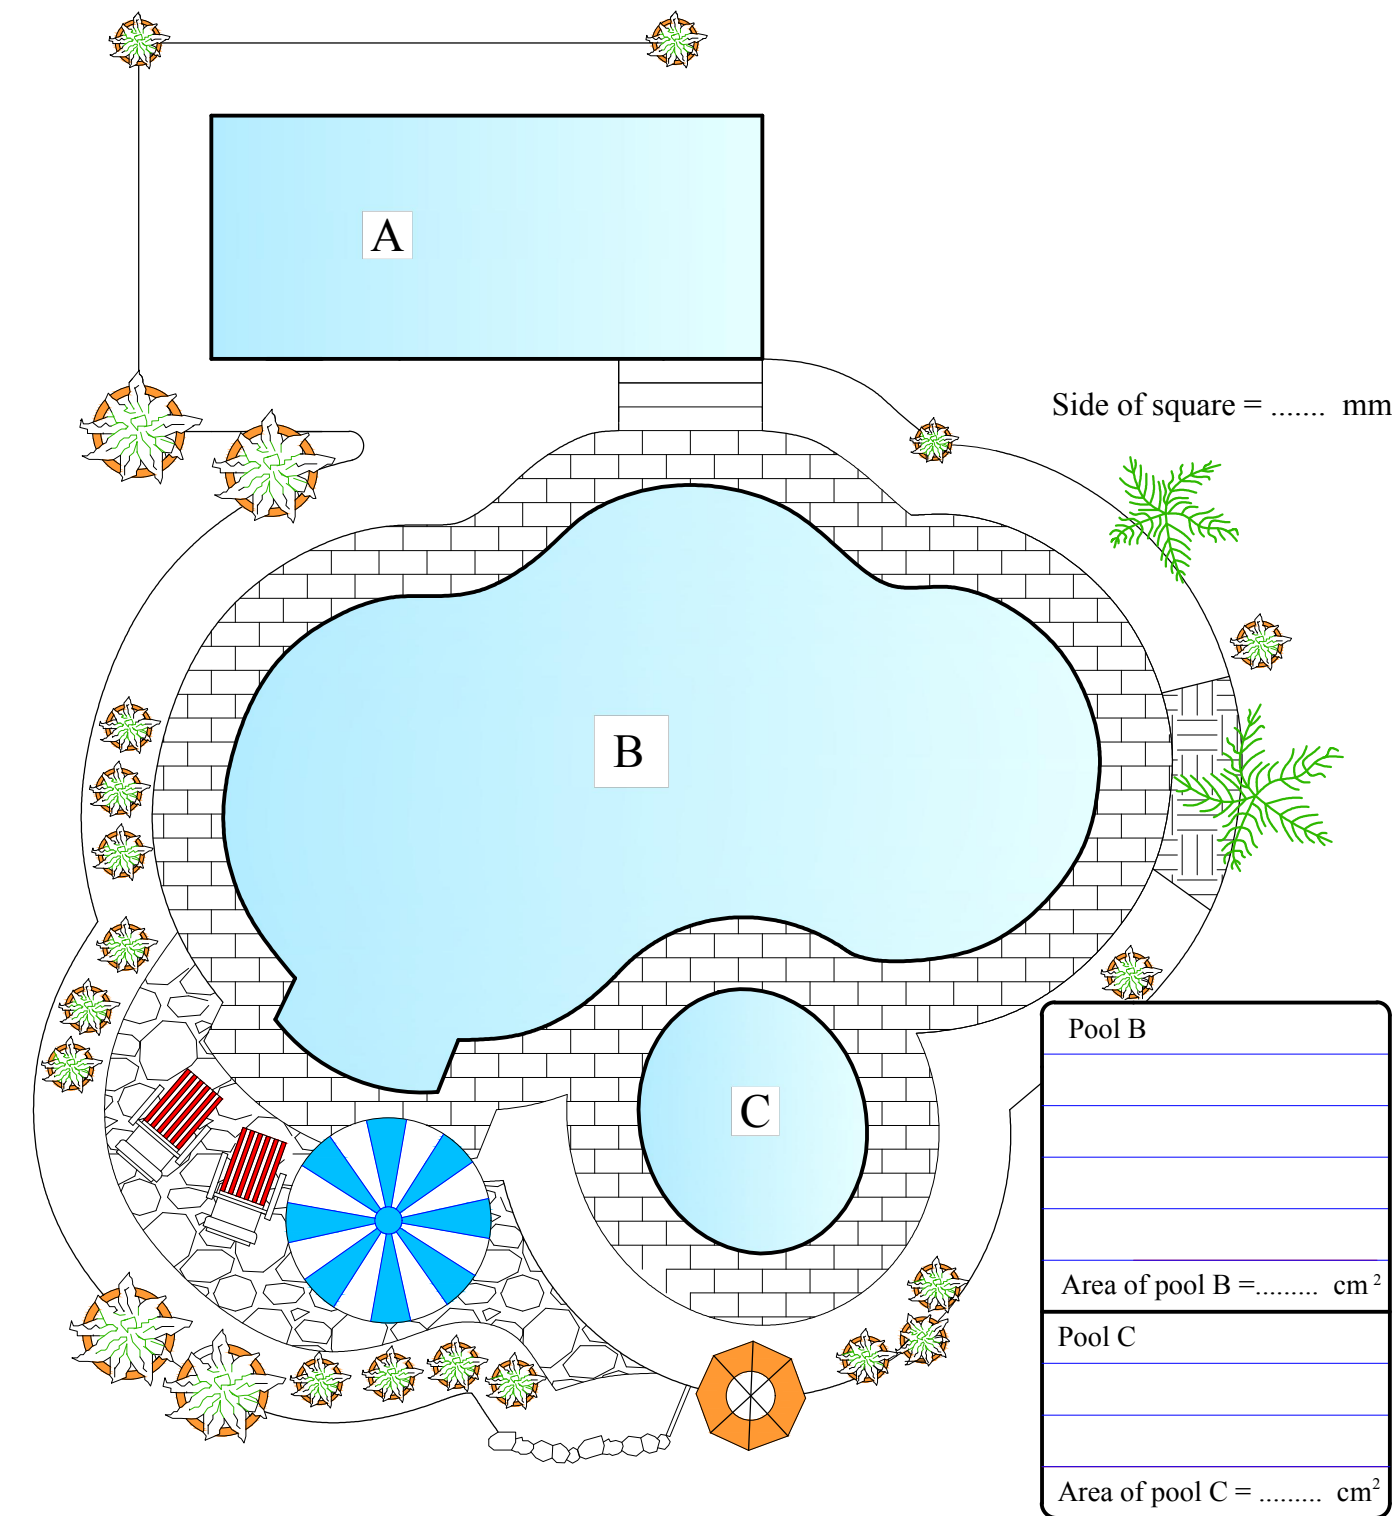 A
Side of square = ....... mm
B
Pool B
C
Area of pool B =......... cm²
Pool C
Area of pool C = ......... cm²